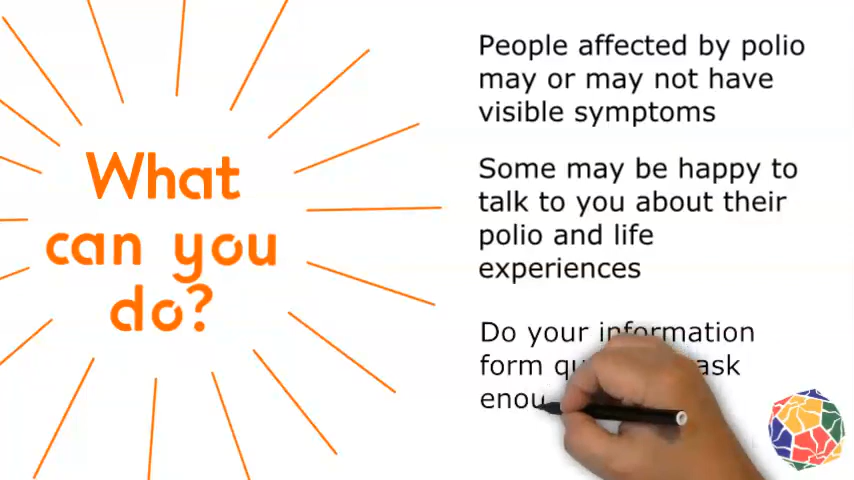 What
can you
do?
People affected by polio
may or may not have
visible symptoms
Some may be happy to
talk to you about their
polio and life
experiences
Do your information
form ask